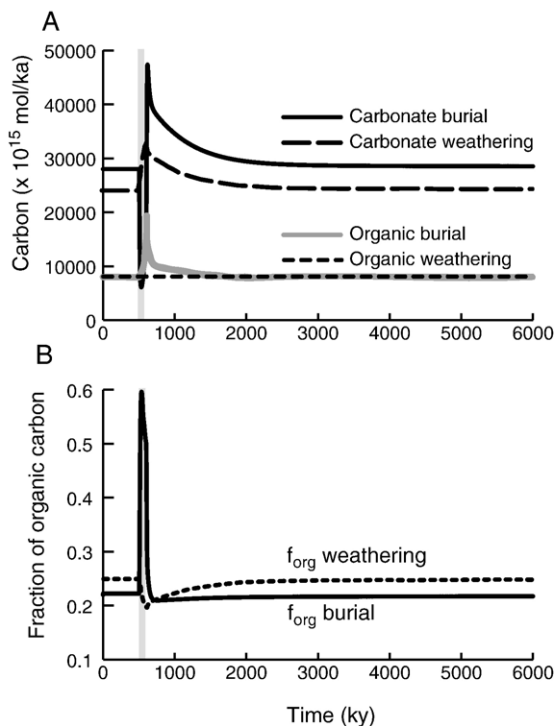 A
Carbon (x 10¹⁵ mol/ka)
50000
40000
30000
20000
10000
0
Carbonate burial
Carbonate weathering
Organic burial
Organic weathering
0 1000 2000 3000 4000 5000 6000
B
Fraction of organic carbon
0.6
0.5
0.4
0.3
0.2
0.1
f_org weathering
f_org burial
0 1000 2000 3000 4000 5000 6000
Time (ky)